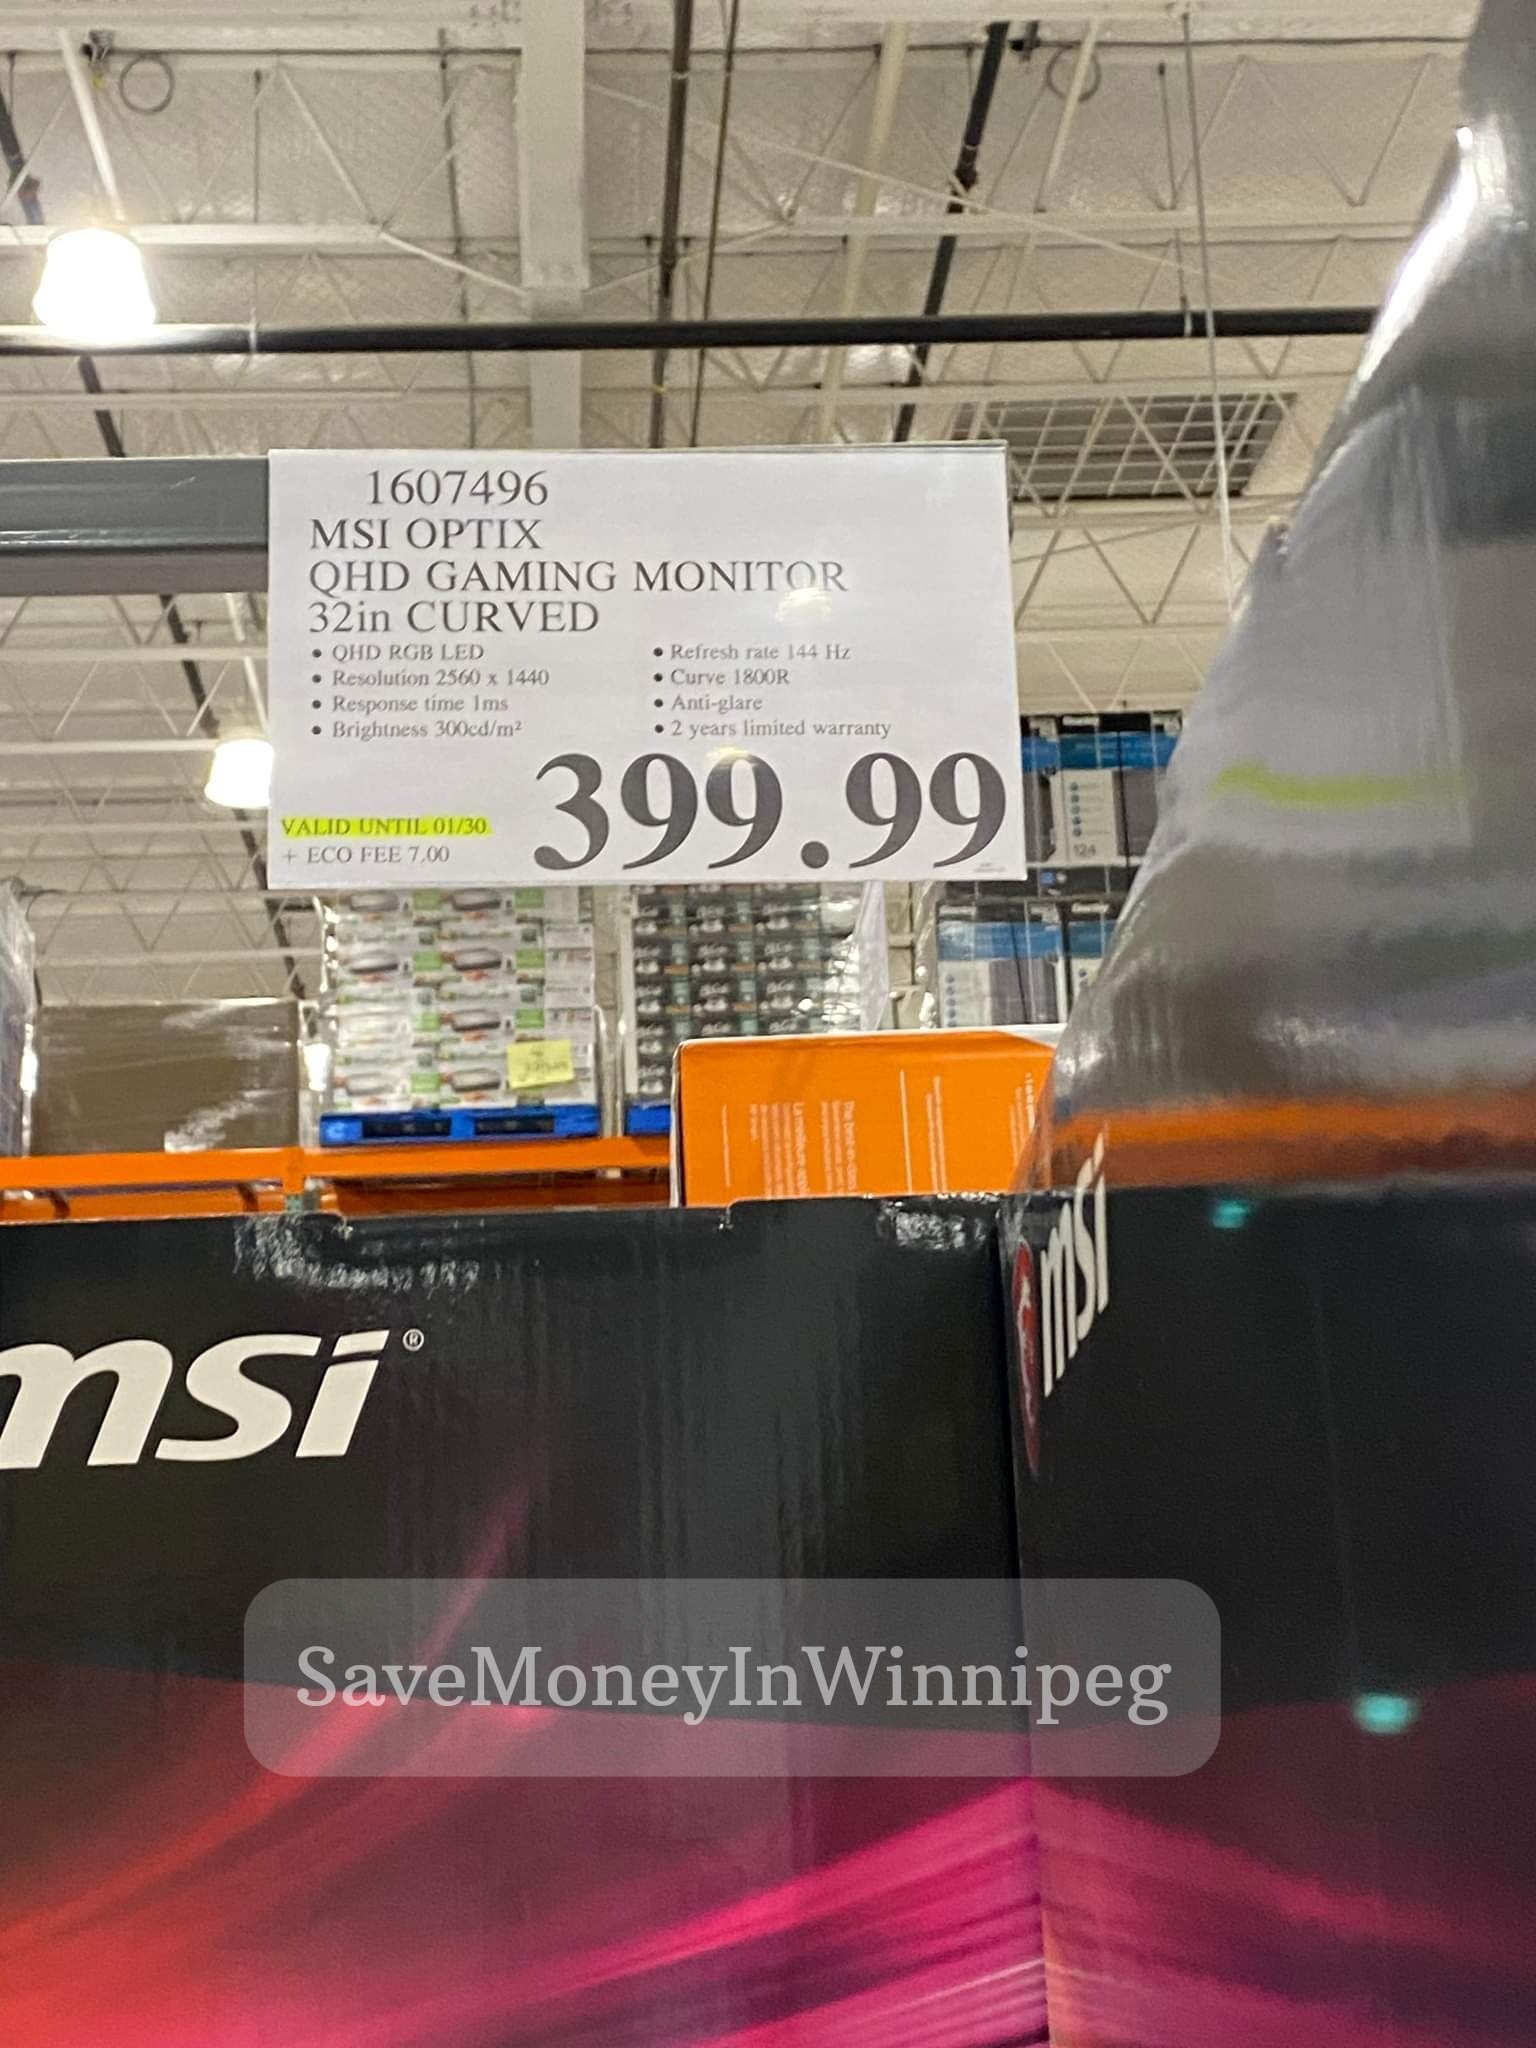 1607496
MSI OPTIX
QHD GAMING MONITOR
32in CURVED
• QHD RGB LED
• Resolution 2560 x 1440
• Response time 1ms
• Brightness 300cd/m²
• Refresh rate 144 Hz
• Curve 1800R
• Anti-glare
• 2 years limited warranty
399.99
VALID UNTIL 01/30
+ ECO FEE 7.00
124
msi®
msi
SaveMoneyInWinnipeg